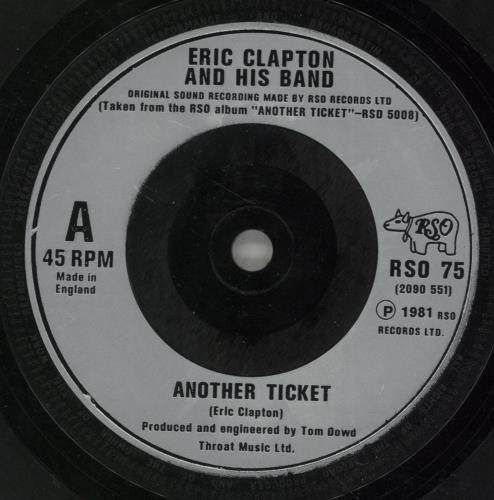 ERIC CLAPTON
AND HIS BAND
ORIGINAL SOUND RECORDING MADE BY RSO RECORDS LTD
(Taken from the RSO album "ANOTHER TICKET"–RSD 5008)
A
45 RPM
Made in
England
RSO
RSO 75
(2090 551)
Ⓟ 1981 RSO
RECORDS LTD.
ANOTHER TICKET
(Eric Clapton)
Produced and engineered by Tom Dowd
Throat Music Ltd.